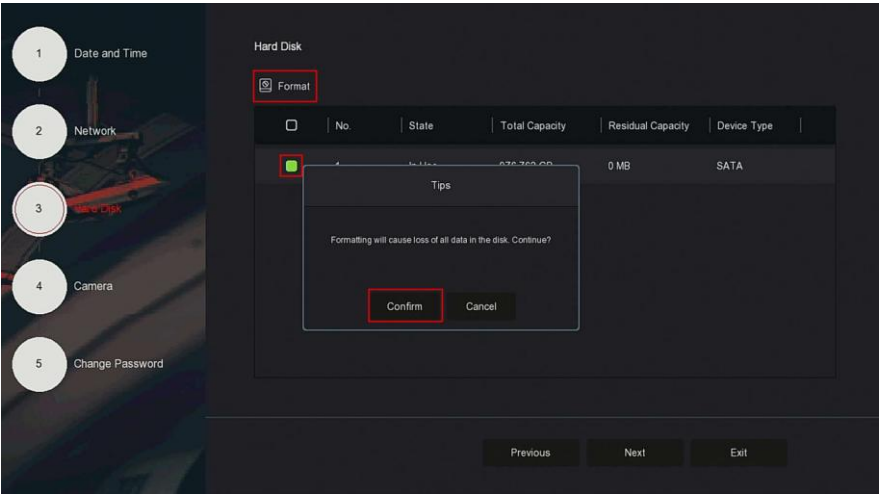 1 Date and Time
2 Network
3 Hard Disk
4 Camera
5 Change Password
Hard Disk
Format
No. State Total Capacity Residual Capacity Device Type
0 MB SATA
Tips
Formatting will cause loss of all data in the disk. Continue?
Confirm Cancel
Previous Next Exit